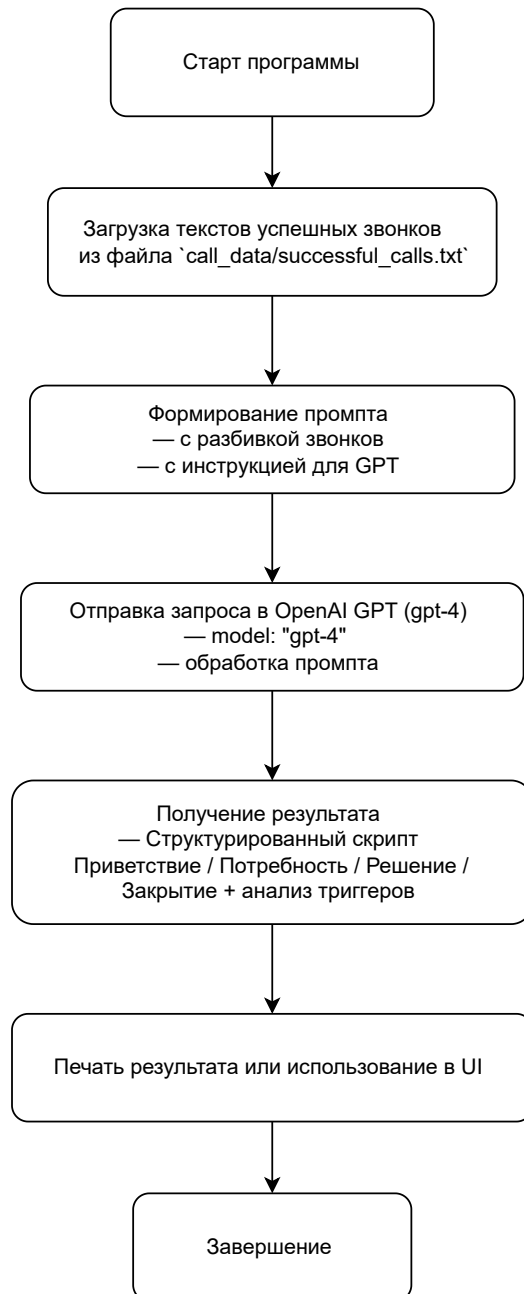 Старт программы
Загрузка текстов успешных звонков
из файла `call_data/successful_calls.txt`
Формирование промпта
— с разбивкой звонков
— с инструкцией для GPT
Отправка запроса в OpenAI GPT (gpt-4)
— model: "gpt-4"
— обработка промпта
Получение результата
— Структурированный скрипт
Приветствие / Потребность / Решение /
Закрытие + анализ триггеров
Печать результата или использование в UI
Завершение